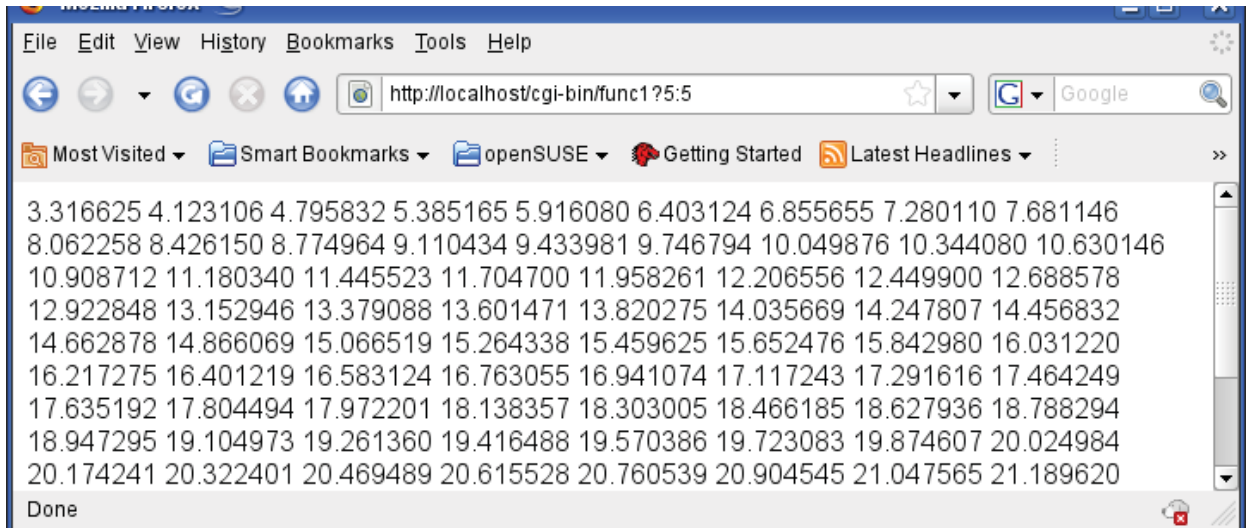 Mozilla Firefox
File Edit View History Bookmarks Tools Help
http://localhost/cgi-bin/func1?5:5
G Google
Most Visited Smart Bookmarks openSUSE Getting Started Latest Headlines »
3.316625 4.123106 4.795832 5.385165 5.916080 6.403124 6.855655 7.280110 7.681146
8.062258 8.426150 8.774964 9.110434 9.433981 9.746794 10.049876 10.344080 10.630146
10.908712 11.180340 11.445523 11.704700 11.958261 12.206556 12.449900 12.688578
12.922848 13.152946 13.379088 13.601471 13.820275 14.035669 14.247807 14.456832
14.662878 14.866069 15.066519 15.264338 15.459625 15.652476 15.842980 16.031220
16.217275 16.401219 16.583124 16.763055 16.941074 17.117243 17.291616 17.464249
17.635192 17.804494 17.972201 18.138357 18.303005 18.466185 18.627936 18.788294
18.947295 19.104973 19.261360 19.416488 19.570386 19.723083 19.874607 20.024984
20.174241 20.322401 20.469489 20.615528 20.760539 20.904545 21.047565 21.189620
Done